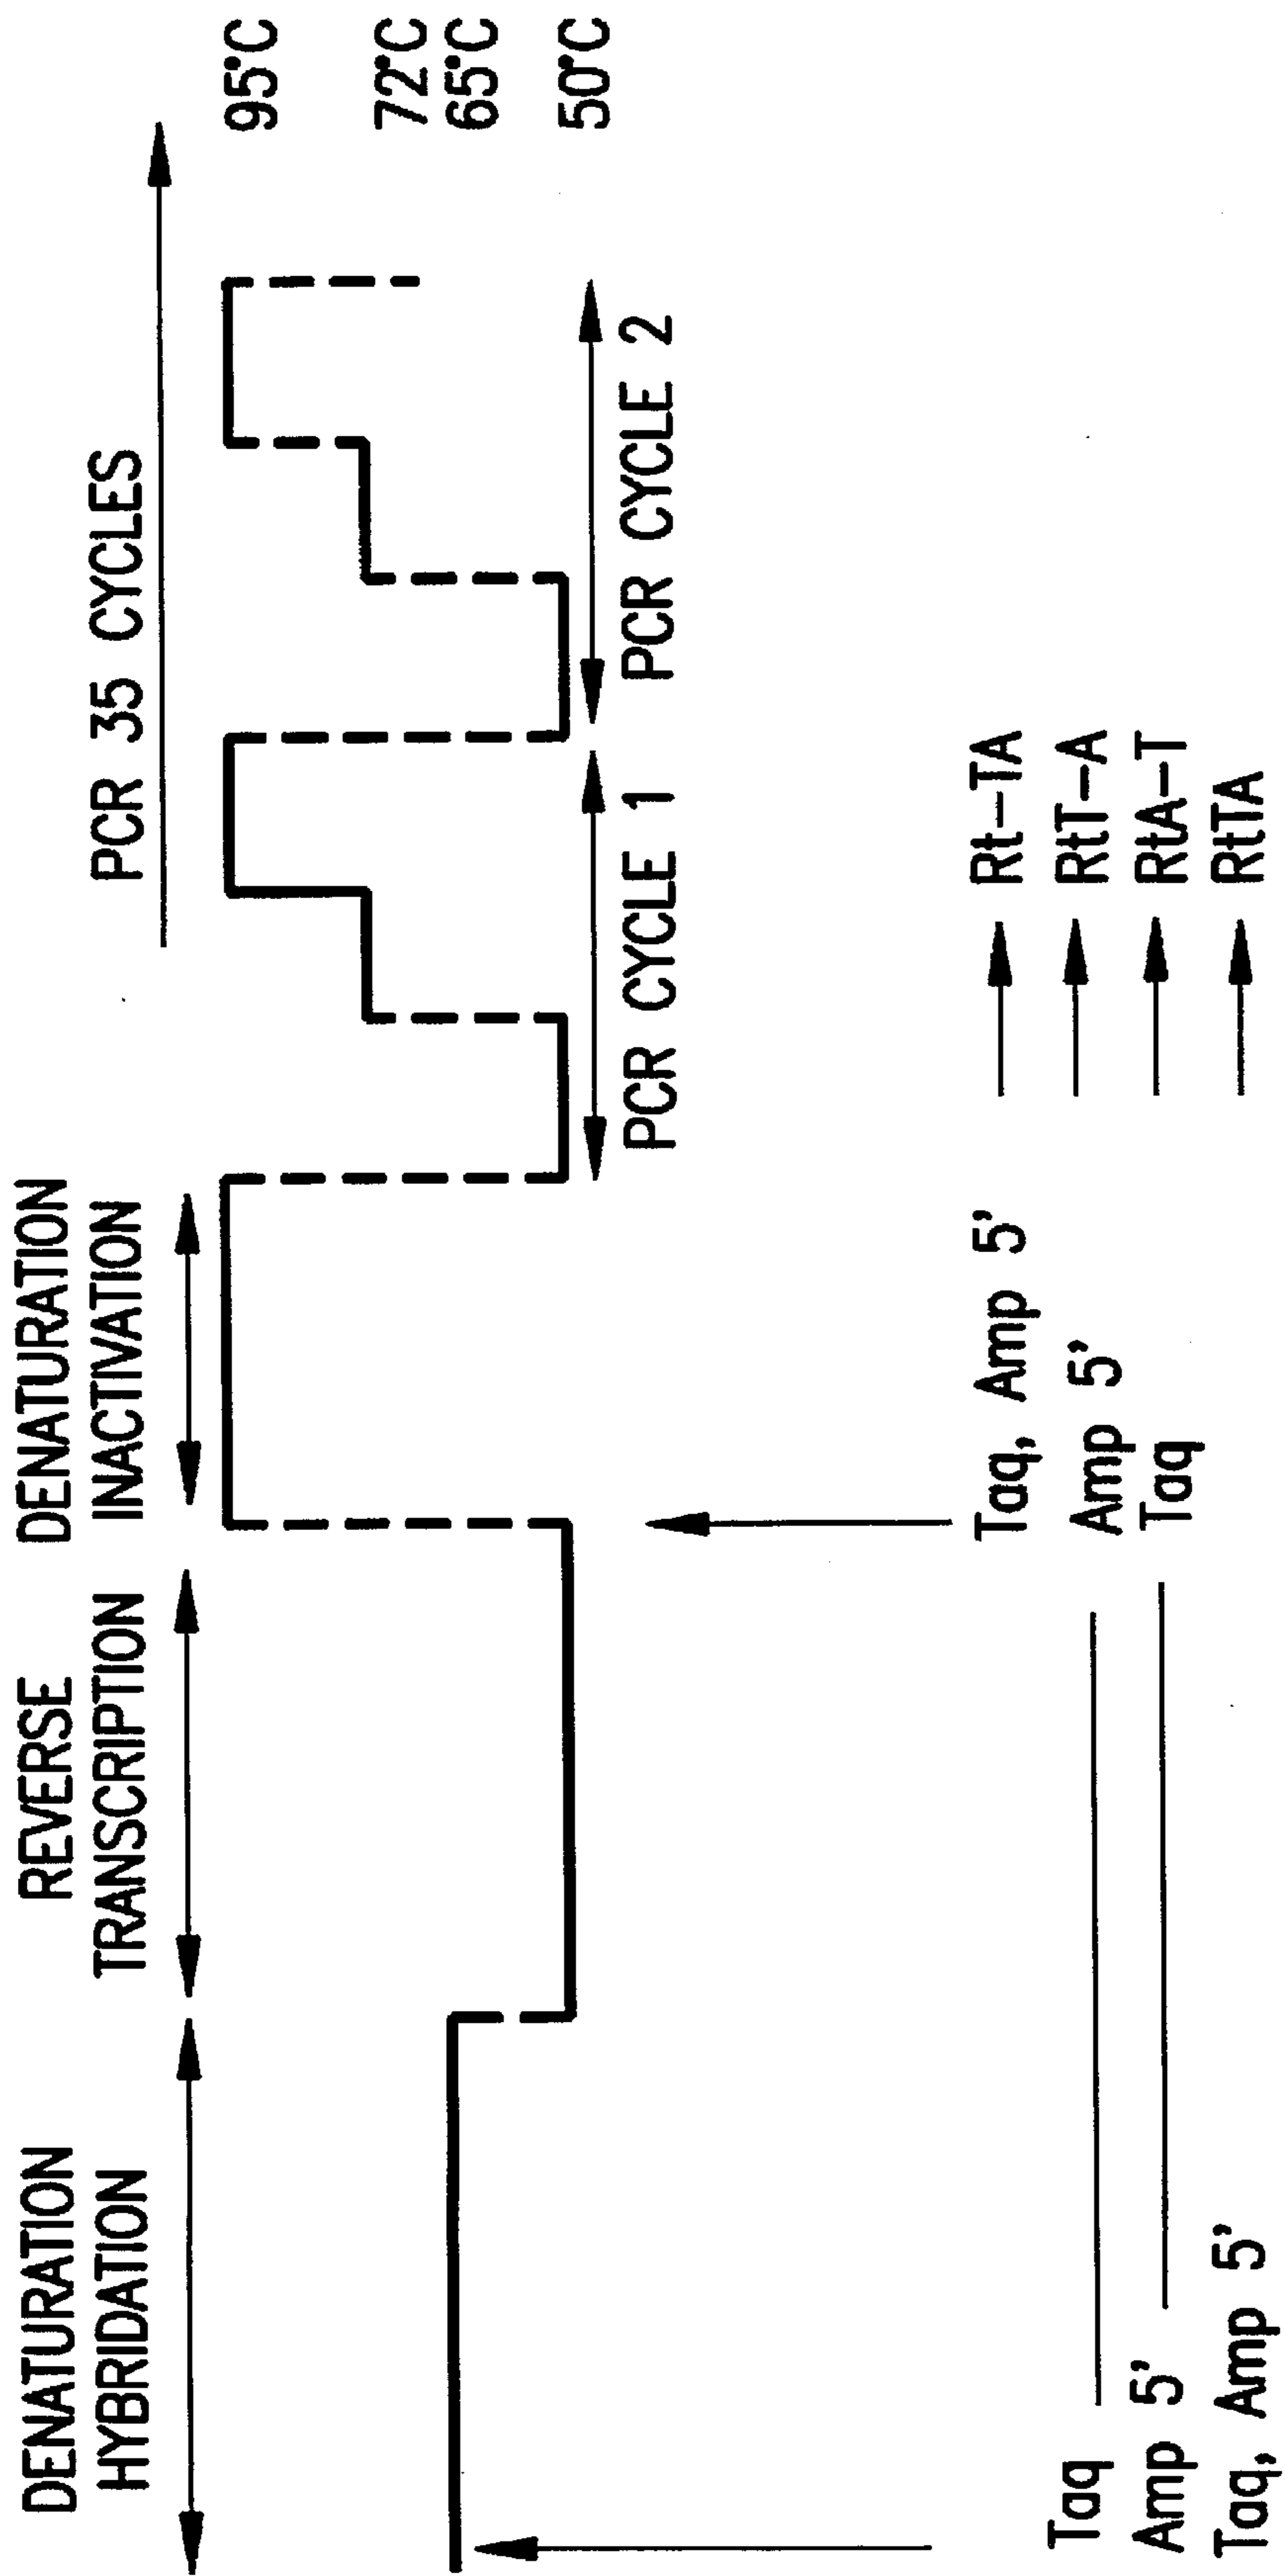 DENATURATION
HYBRIDATION
REVERSE
TRANSCRIPTION
DENATURATION
INACTIVATION
PCR 35 CYCLES
95°C
72°C
65°C
50°C
PCR CYCLE 1
PCR CYCLE 2
Taq, Amp 5' Rt-TA
Taq Amp 5' RtT-A
Amp 5' Taq RtA-T
Taq, Amp 5' RtTA